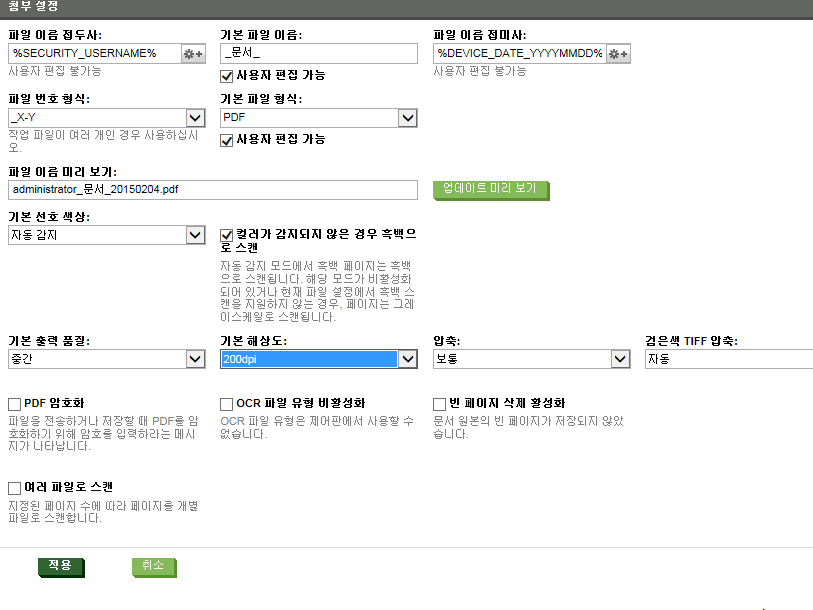 첨부 설정
파일 이름 접두사: 기본 파일 이름: 파일 이름 접미사:
%SECURITY_USERNAME% _문서_ %DEVICE_DATE_YYYYMMDD%
사용자 편집 불가능 사용자 편집 가능 사용자 편집 불가능
파일 번호 형식: 기본 파일 형식:
_X-Y PDF
작업 파일이 여러 개인 경우 사용하십시
오.
사용자 편집 가능
파일 이름 미리 보기:
administrator_문서_20150204.pdf 업데이트 미리 보기
기본 선호 색상:
자동 감지
컬러가 감지되지 않은 경우 흑백으
로 스캔
자동 감지 모드에서 흑백 페이지는 흑백
으로 스캔됩니다. 해당 모드가 비활성화
되어 있거나 현재 파일 설정에서 흑백 스
캔을 지원하지 않는 경우, 페이지는 그레
이스케일로 스캔됩니다.
기본 출력 품질: 기본 해상도: 압축: 검은색 TIFF 압축:
중간 200dpi 보통 자동
PDF 암호화
파일을 전송하거나 저장할 때 PDF를 암
호화하기 위해 암호를 입력하라는 메시
지가 나타납니다.
OCR 파일 유형 비활성화
OCR 파일 유형은 제어판에서 사용할 수
없습니다.
빈 페이지 삭제 활성화
문서 원본의 빈 페이지가 저장되지 않았
습니다.
여러 파일로 스캔
지정된 페이지 수에 따라 페이지를 개별
파일로 스캔합니다.
적용 취소